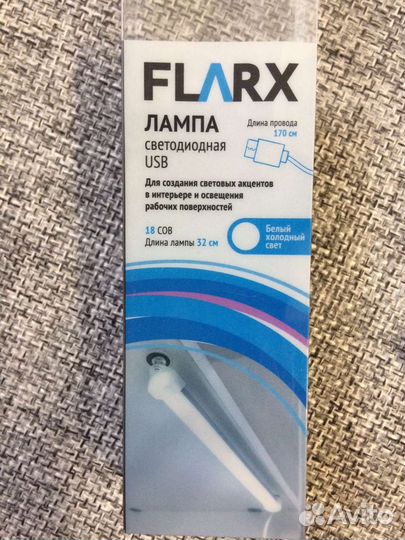 FLARX
ЛАМПА
светодиодная
USB
Длина провода
170 см
Для создания световых акцентов
в интерьере и освещения
рабочих поверхностей
18 COB
Длина лампы 32 см
Белый
холодный
свет
Avito